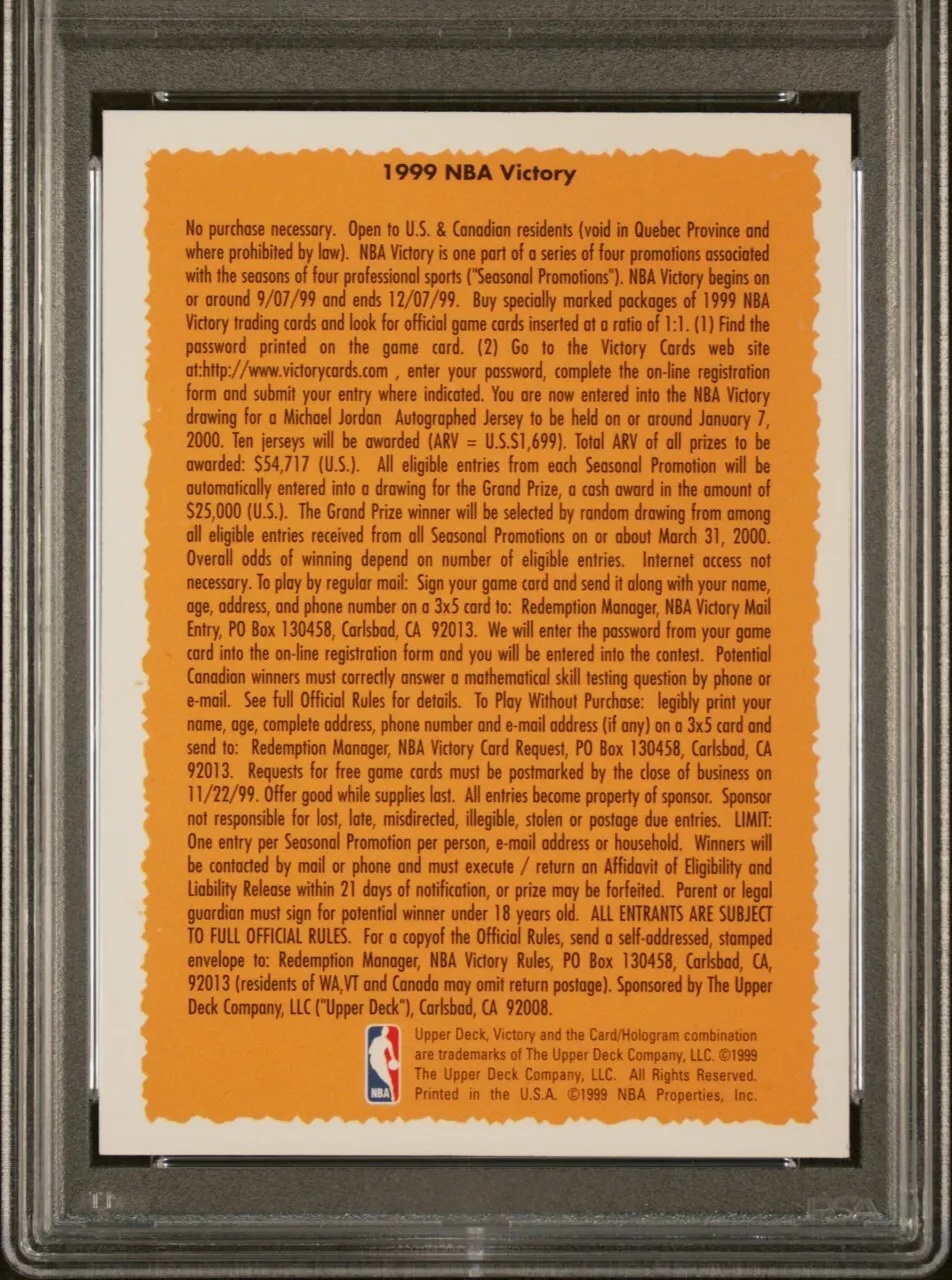 1999 NBA Victory
No purchase necessary. Open to U.S. & Canadian residents (void in Quebec Province and
where prohibited by law). NBA Victory is one part of a series of four promotions associated
with the seasons of four professional sports ("Seasonal Promotions"). NBA Victory begins on
or around 9/07/99 and ends 12/07/99. Buy specially marked packages of 1999 NBA
Victory trading cards and look for official game cards inserted at a ratio of 1:1. (1) Find the
password printed on the game card. (2) Go to the Victory Cards web site
at:http://www.victorycards.com , enter your password, complete the on-line registration
form and submit your entry where indicated. You are now entered into the NBA Victory
drawing for a Michael Jordan Autographed Jersey to be held on or around January 7,
2000. Ten jerseys will be awarded (ARV = U.S.$1,699). Total ARV of all prizes to be
awarded: $54,717 (U.S.). All eligible entries from each Seasonal Promotion will be
automatically entered into a drawing for the Grand Prize, a cash award in the amount of
$25,000 (U.S.). The Grand Prize winner will be selected by random drawing from among
all eligible entries received from all Seasonal Promotions on or about March 31, 2000.
Overall odds of winning depend on number of eligible entries. Internet access not
necessary. To play by regular mail: Sign your game card and send it along with your name,
age, address, and phone number on a 3x5 card to: Redemption Manager, NBA Victory Mail
Entry, PO Box 130458, Carlsbad, CA 92013. We will enter the password from your game
card into the on-line registration form and you will be entered into the contest. Potential
Canadian winners must correctly answer a mathematical skill testing question by phone or
e-mail. See full Official Rules for details. To Play Without Purchase: legibly print your
name, age, complete address, phone number and e-mail address (if any) on a 3x5 card and
send to: Redemption Manager, NBA Victory Card Request, PO Box 130458, Carlsbad, CA
92013. Requests for free game cards must be postmarked by the close of business on
11/22/99. Offer good while supplies last. All entries become property of sponsor. Sponsor
not responsible for lost, late, misdirected, illegible, stolen or postage due entries. LIMIT:
One entry per Seasonal Promotion per person, e-mail address or household. Winners will
be contacted by mail or phone and must execute / return an Affidavit of Eligibility and
Liability Release within 21 days of notification, or prize may be forfeited. Parent or legal
guardian must sign for potential winner under 18 years old. ALL ENTRANTS ARE SUBJECT
TO FULL OFFICIAL RULES. For a copyof the Official Rules, send a self-addressed, stamped
envelope to: Redemption Manager, NBA Victory Rules, PO Box 130458, Carlsbad, CA,
92013 (residents of WA,VT and Canada may omit return postage). Sponsored by The Upper
Deck Company, LLC ("Upper Deck"), Carlsbad, CA 92008.
Upper Deck, Victory and the Card/Hologram combination
are trademarks of The Upper Deck Company, LLC. ©1999
The Upper Deck Company, LLC. All Rights Reserved.
Printed in the U.S.A. ©1999 NBA Properties, Inc.
NBA
PSA